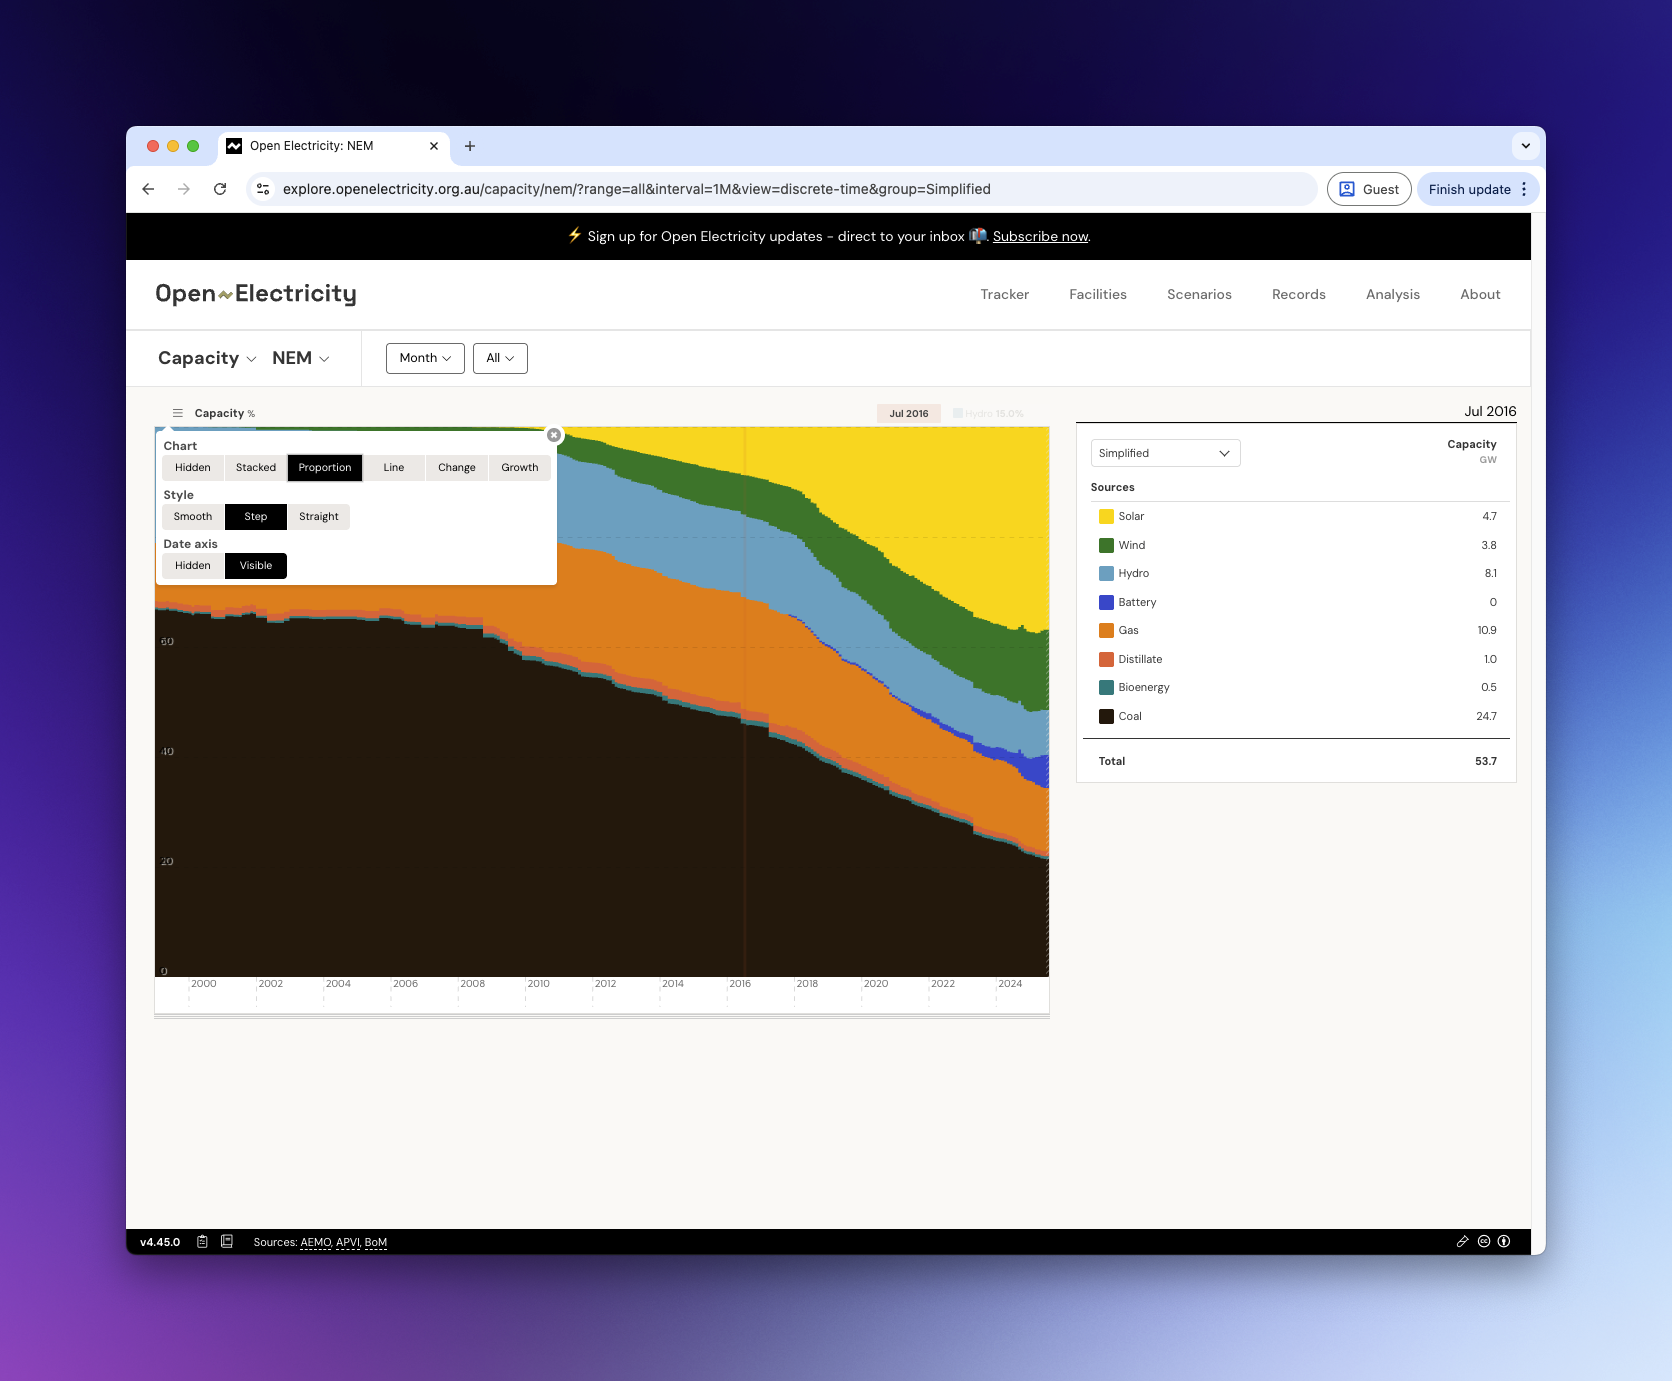 Open Electricity: NEM
explore.openelectricity.org.au/capacity/nem/?range=all&interval=1M&view=discrete-time&group=Simplified
Guest
Finish update
⚡ Sign up for Open Electricity updates - direct to your inbox 📬. Subscribe now.
Open Electricity
Tracker Facilities Scenarios Records Analysis About
Capacity NEM Month All
Capacity %
Jul 2016 Hydro 15.0%
Chart
Hidden Stacked Proportion Line Change Growth
Style
Smooth Step Straight
Date axis
Hidden Visible
60
40
20
0
2000 2002 2004 2006 2008 2010 2012 2014 2016 2018 2020 2022 2024
Jul 2016
Simplified
Capacity
GW
Sources
Solar 4.7
Wind 3.8
Hydro 8.1
Battery 0
Gas 10.9
Distillate 1.0
Bioenergy 0.5
Coal 24.7
Total 53.7
v4.45.0 Sources: AEMO, APVI, BoM